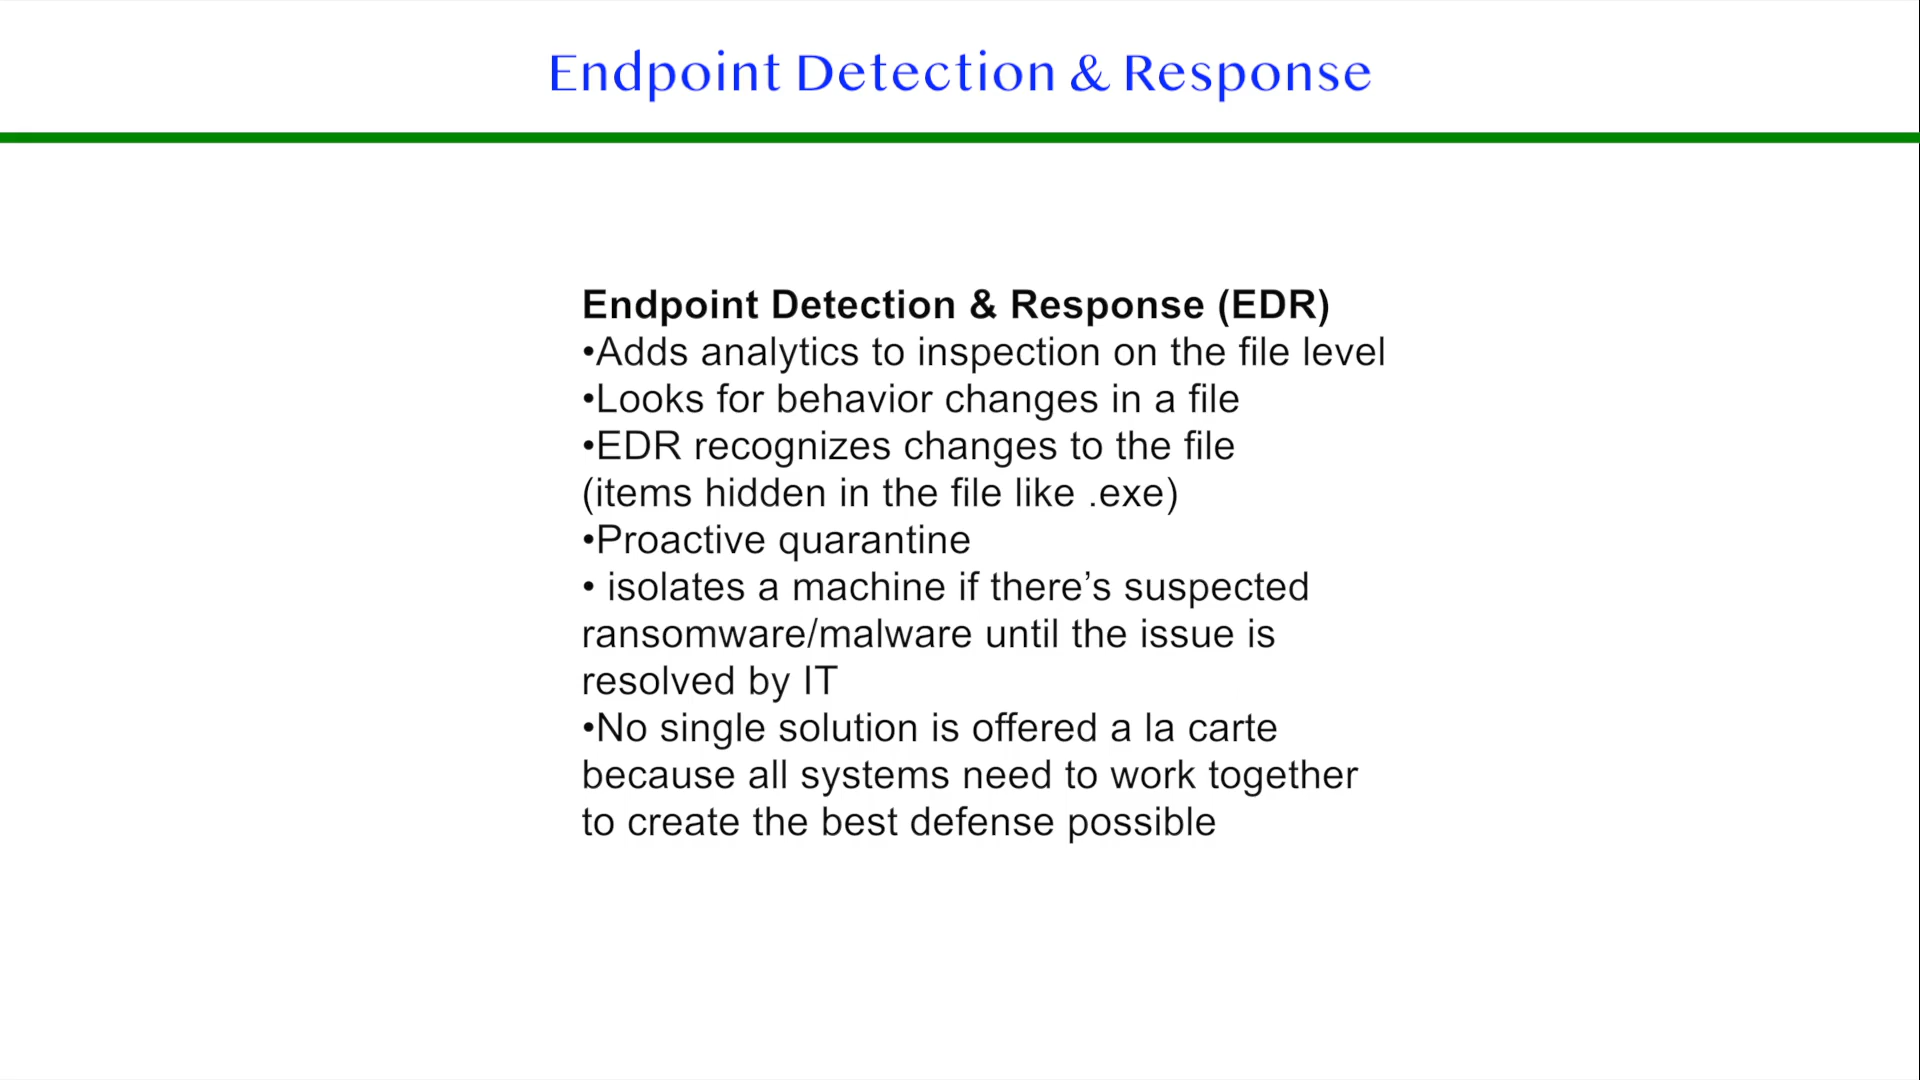 Endpoint Detection & Response
Endpoint Detection & Response (EDR)
•Adds analytics to inspection on the file level
•Looks for behavior changes in a file
•EDR recognizes changes to the file
(items hidden in the file like .exe)
•Proactive quarantine
• isolates a machine if there’s suspected
ransomware/malware until the issue is
resolved by IT
•No single solution is offered a la carte
because all systems need to work together
to create the best defense possible